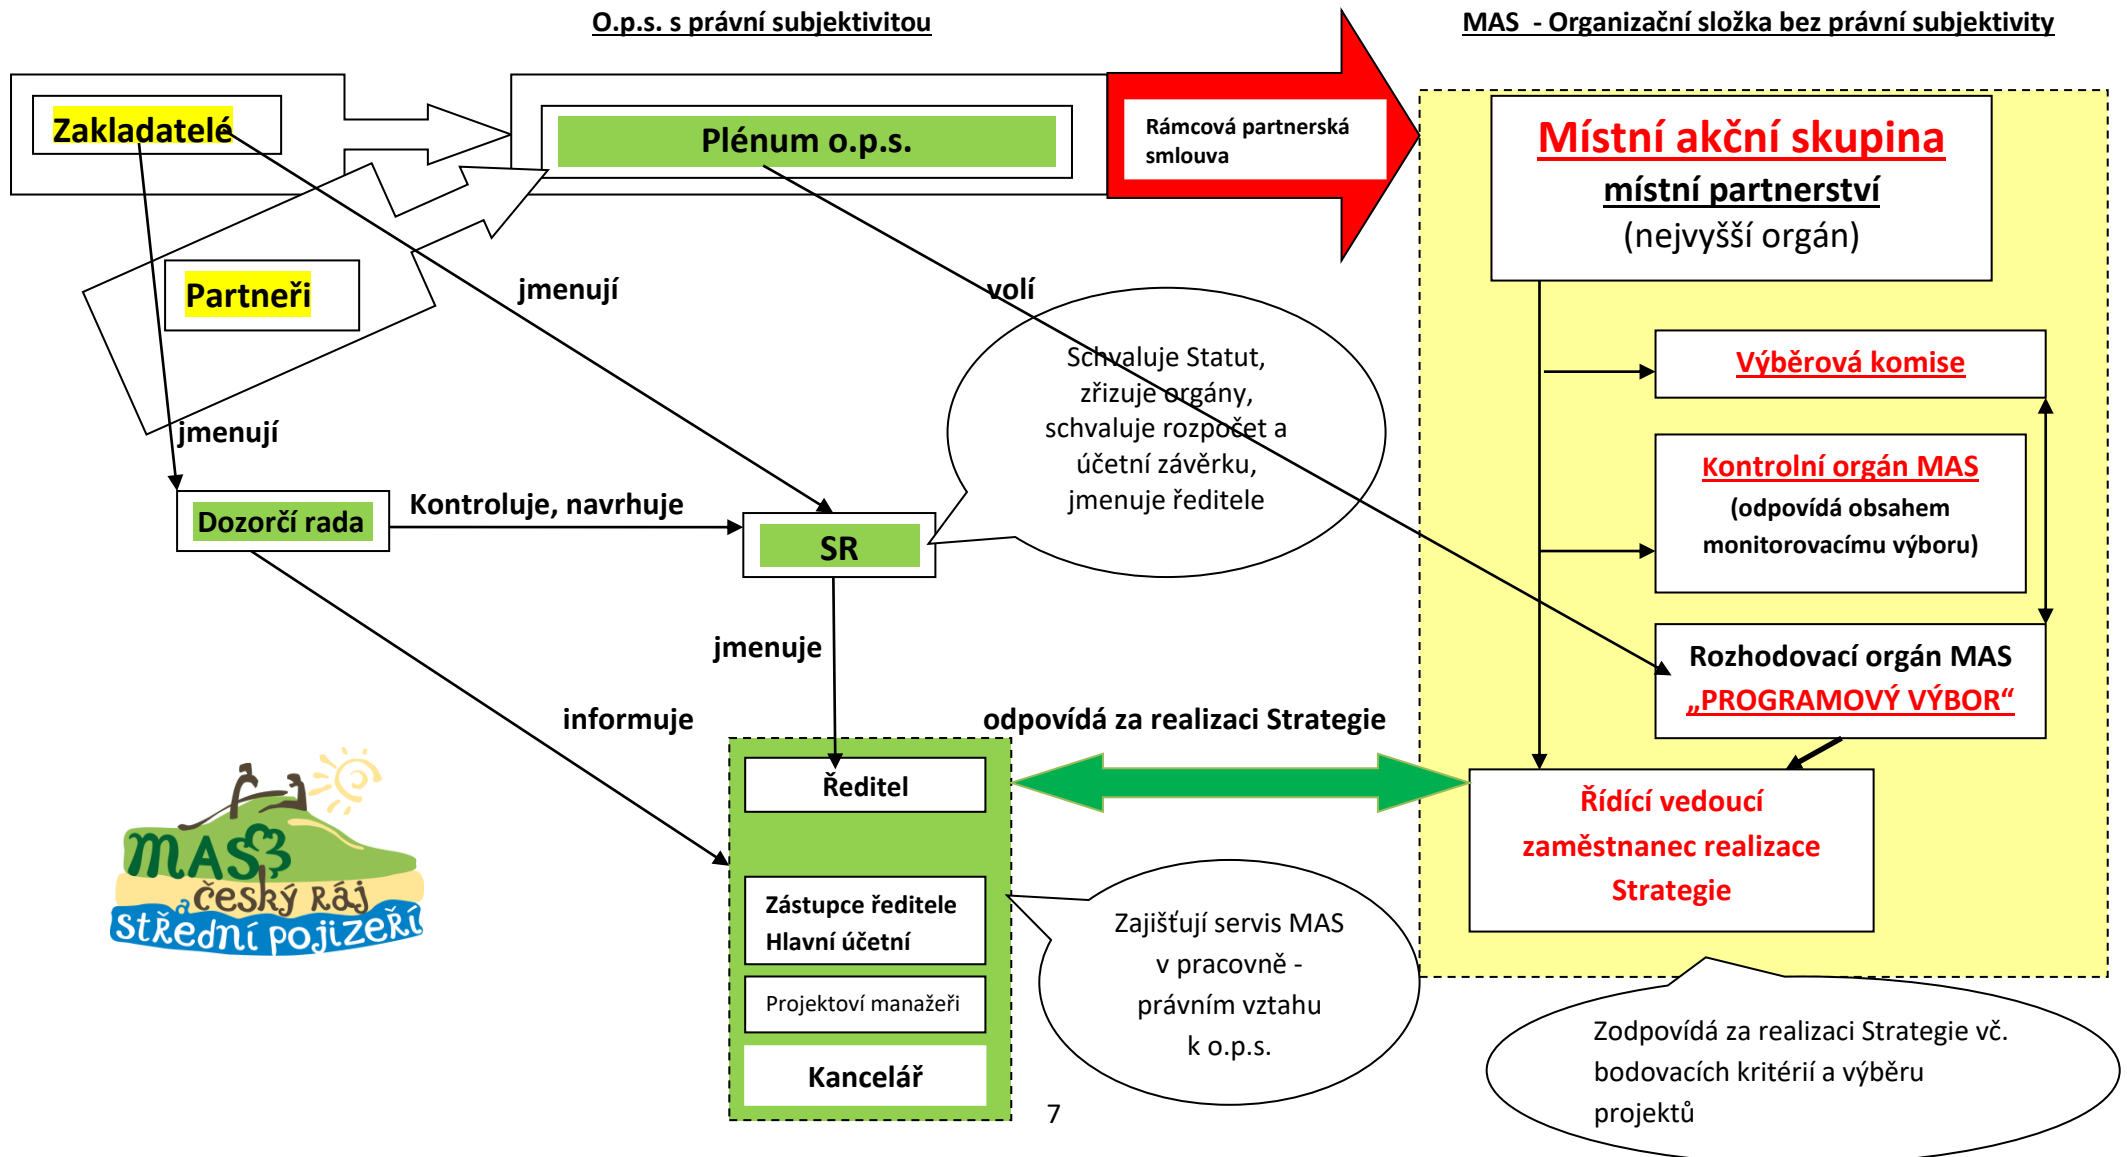 O.p.s. s právní subjektivitou
MAS - Organizační složka bez právní subjektivity
Zakladatelé
Plénum o.p.s.
Rámcová partnerská
smlouva
Místní akční skupina
místní partnerství
(nejvyšší orgán)
Partneři
jmenují
volí
Schvaluje Statut,
zřizuje orgány,
schvaluje rozpočet a
účetní závěrku,
jmenuje ředitele
Výběrová komise
jmenují
Kontrolní orgán MAS
(odpovídá obsahem
monitorovacímu výboru)
Dozorčí rada
Kontroluje, navrhuje
SR
jmenuje
Rozhodovací orgán MAS
„PROGRAMOVÝ VÝBOR“
informuje
odpovídá za realizaci Strategie
Ředitel
Řídící vedoucí
zaměstnanec realizace
Strategie
MAS
český ráj
a
střední pojizeří
Zástupce ředitele
Hlavní účetní
Projektoví manažeři
Kancelář
Zajišťují servis MAS
v pracovně -
právním vztahu
k o.p.s.
Zodpovídá za realizaci Strategie vč.
bodovacích kritérií a výběru
projektů
7